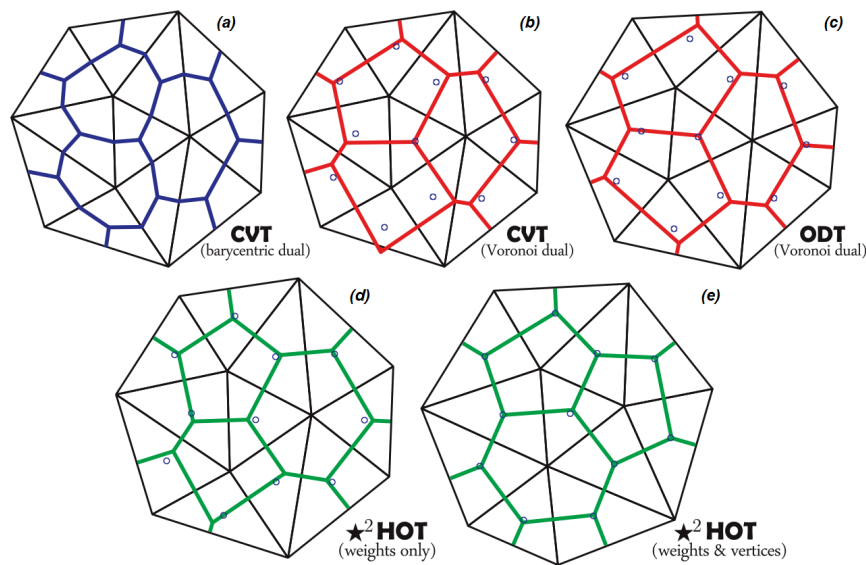 (a)
CVT
(barycentric dual)
(b)
CVT
(Voronoi dual)
(c)
ODT
(Voronoi dual)
(d)
★² HOT
(weights only)
(e)
★² HOT
(weights & vertices)